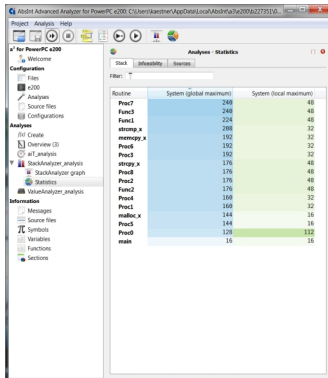 AbsInt Advanced Analyzer for PowerPC e200: C:\Users\kaestner\AppData\Local\AbsInt\a3\e200\b227351\0...
Project Analysis Help
a³ for PowerPC e200
Welcome
Configuration
Files
e200
Analyses
Source files
Configurations
Analyses
f(x) Create
Overview (3)
aiT_analysis
StackAnalyzer_analysis
StackAnalyzer graph
Statistics
ValueAnalyzer_analysis
Information
Messages
Source files
Symbols
Variables
Functions
Sections
Analyses - Statistics
Stack Infeasibility Sources
Filter:
Routine System (global maximum) System (local maximum)
Proc7 240 48
Func3 240 48
Func1 224 48
strcmp_x 208 32
memcpy_x 192 32
Proc6 192 32
Proc3 192 32
strcpy_x 176 48
Proc8 176 48
Proc2 176 48
Func2 176 48
Proc4 160 32
Proc1 160 32
malloc_x 144 16
Proc5 144 16
Proc0 128 112
main 16 16